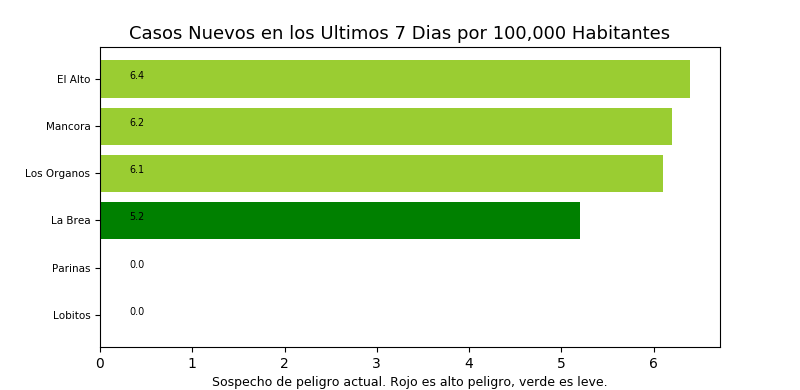 Casos Nuevos en los Ultimos 7 Dias por 100,000 Habitantes
El Alto 6.4
Mancora 6.2
Los Organos 6.1
La Brea 5.2
Parinas 0.0
Lobitos 0.0
0 1 2 3 4 5 6
Sospecho de peligro actual. Rojo es alto peligro, verde es leve.